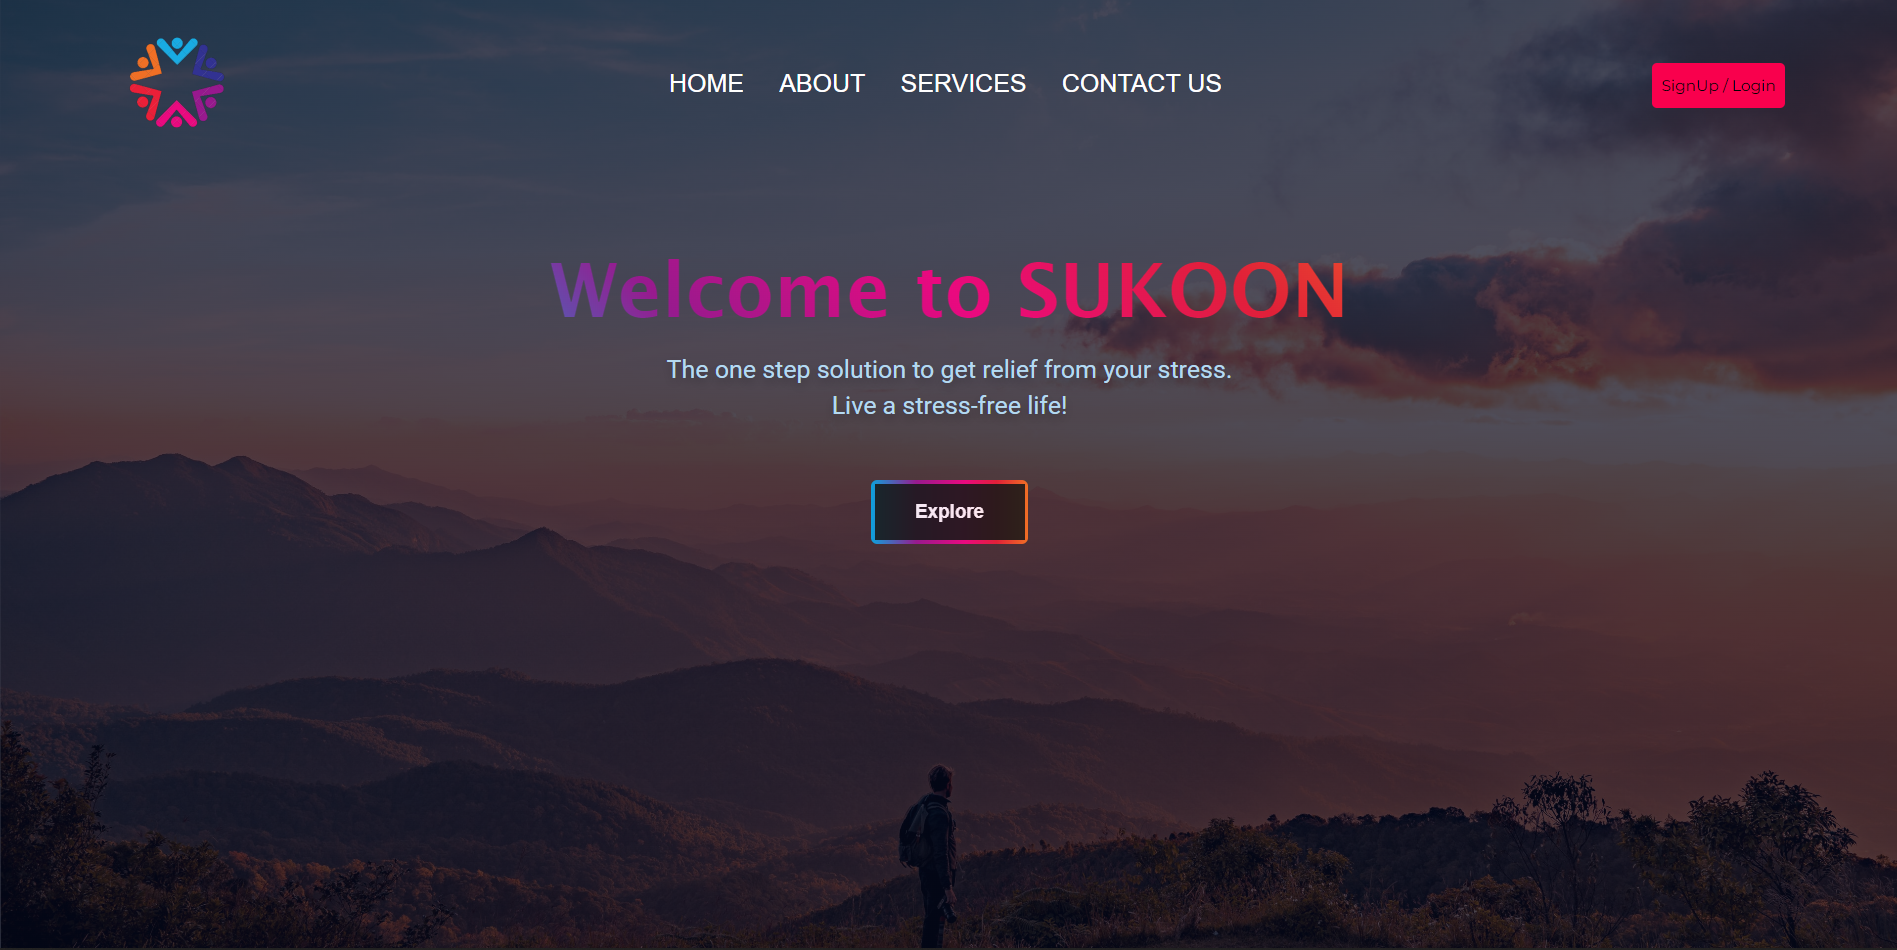 HOME ABOUT SERVICES CONTACT US SignUp / Login
Welcome to SUKOON
The one step solution to get relief from your stress.
Live a stress-free life!
Explore